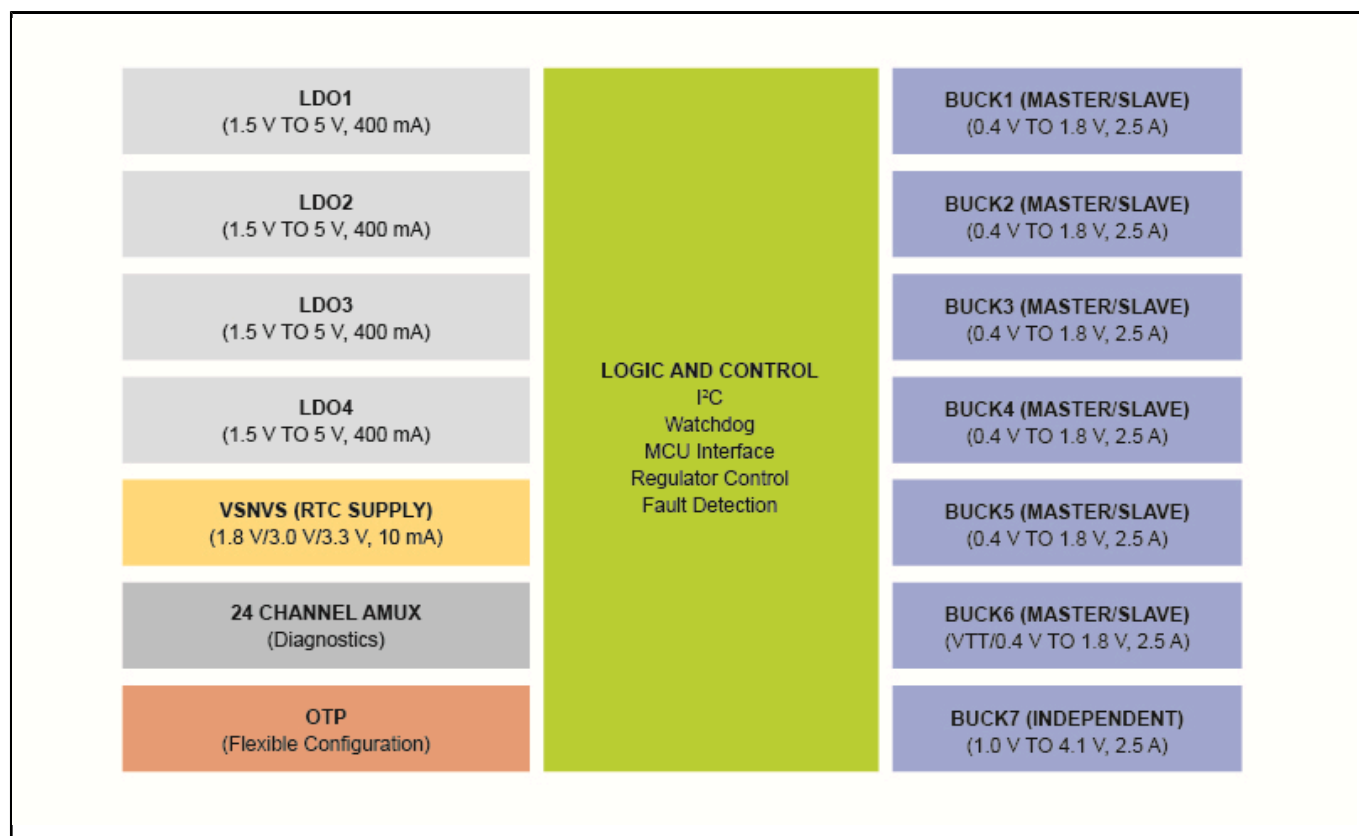 LDO1
(1.5 V TO 5 V, 400 mA)
LDO2
(1.5 V TO 5 V, 400 mA)
LDO3
(1.5 V TO 5 V, 400 mA)
LDO4
(1.5 V TO 5 V, 400 mA)
VSNVS (RTC SUPPLY)
(1.8 V/3.0 V/3.3 V, 10 mA)
24 CHANNEL AMUX
(Diagnostics)
OTP
(Flexible Configuration)
LOGIC AND CONTROL
I²C
Watchdog
MCU Interface
Regulator Control
Fault Detection
BUCK1 (MASTER/SLAVE)
(0.4 V TO 1.8 V, 2.5 A)
BUCK2 (MASTER/SLAVE)
(0.4 V TO 1.8 V, 2.5 A)
BUCK3 (MASTER/SLAVE)
(0.4 V TO 1.8 V, 2.5 A)
BUCK4 (MASTER/SLAVE)
(0.4 V TO 1.8 V, 2.5 A)
BUCK5 (MASTER/SLAVE)
(0.4 V TO 1.8 V, 2.5 A)
BUCK6 (MASTER/SLAVE)
(VTT/0.4 V TO 1.8 V, 2.5 A)
BUCK7 (INDEPENDENT)
(1.0 V TO 4.1 V, 2.5 A)